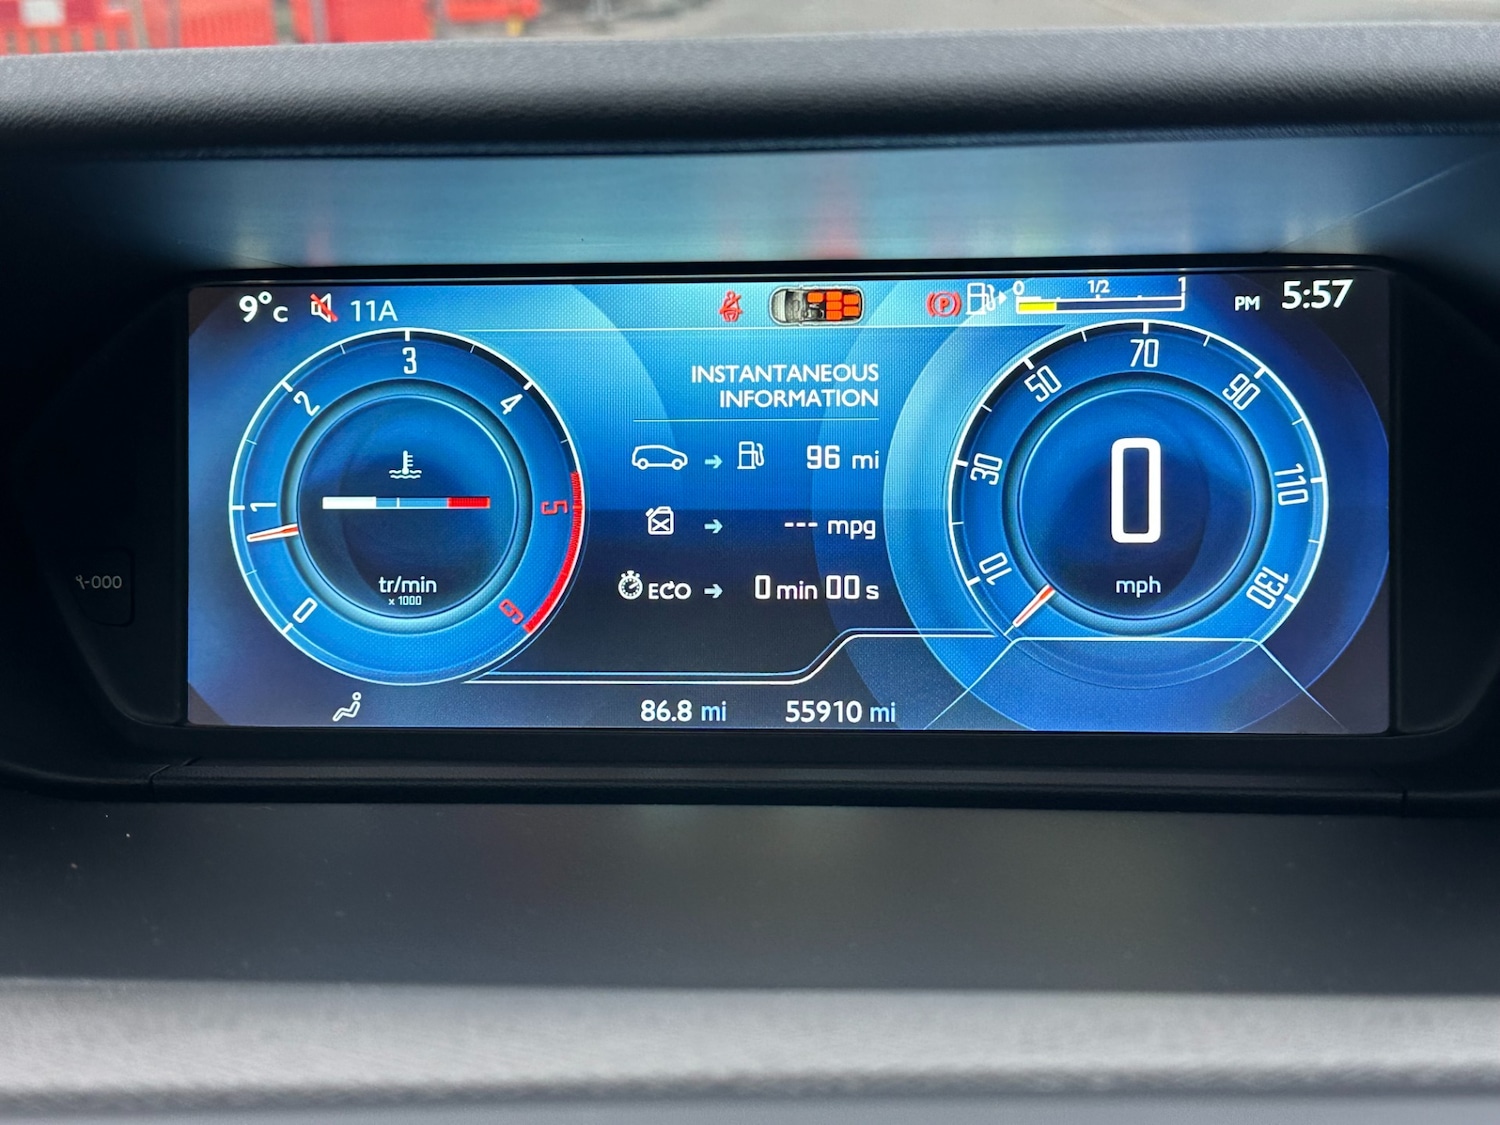 9°C 11A
P 0 1/2 1
PM 5:57
0 1 2 3 4 5 6
tr/min
x 1000
INSTANTANEOUS
INFORMATION
96 mi
--- mpg
ECO 0 min 00 s
86.8 mi 55910 mi
10 30 50 70 90 110 130
0
mph
-000